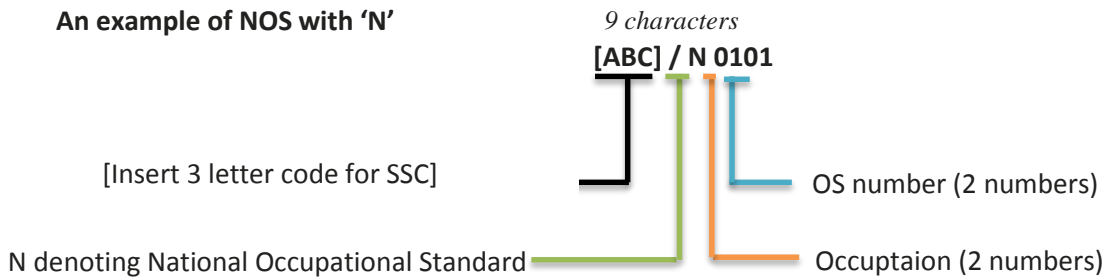 An example of NOS with ‘N’
9 characters
[ABC] / N 0101
[Insert 3 letter code for SSC]
OS number (2 numbers)
N denoting National Occupational Standard
Occuptaion (2 numbers)